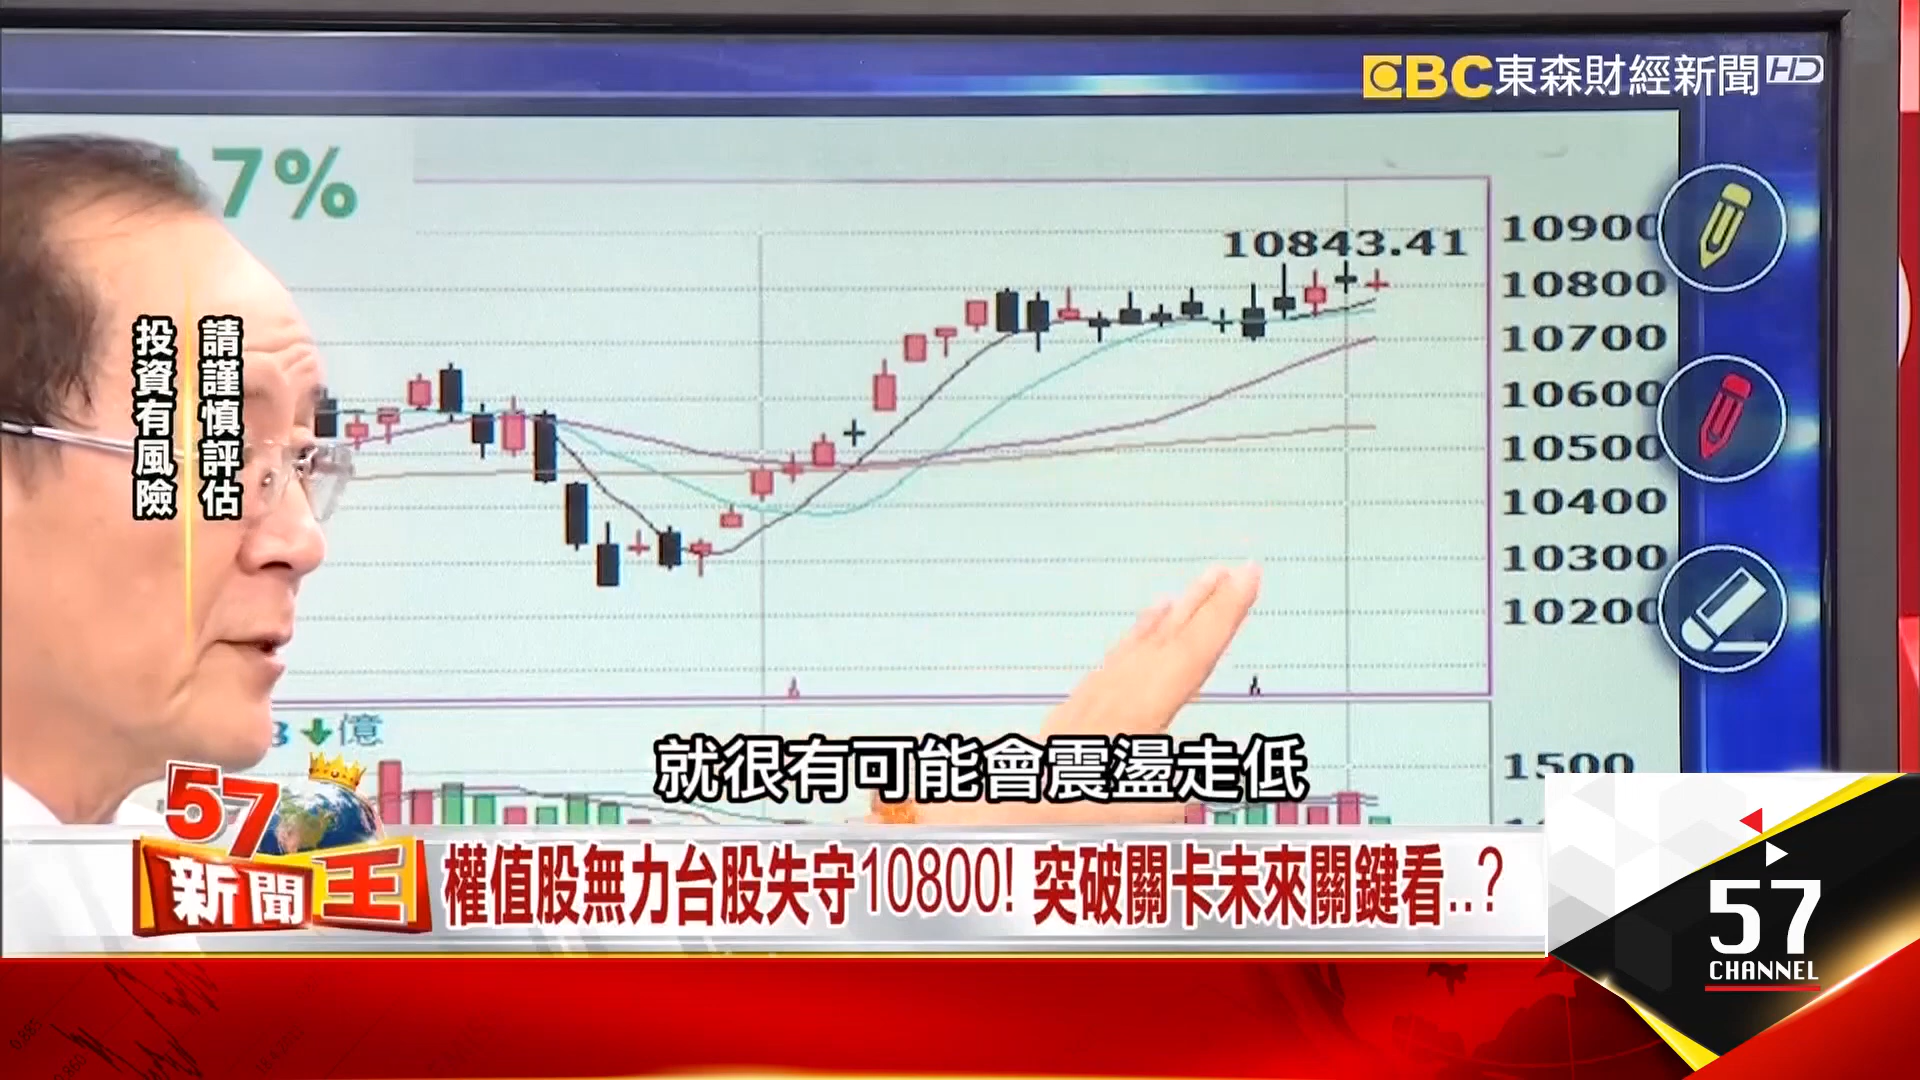 EBC東森財經新聞HD
7%
10843.41
10900
10800
10700
10600
10500
10400
10300
10200
請謹慎評估
投資有風險
億
1500
就很有可能會震盪走低
57
新聞王
權值股無力台股失守10800! 突破關卡未來關鍵看..?
57
CHANNEL